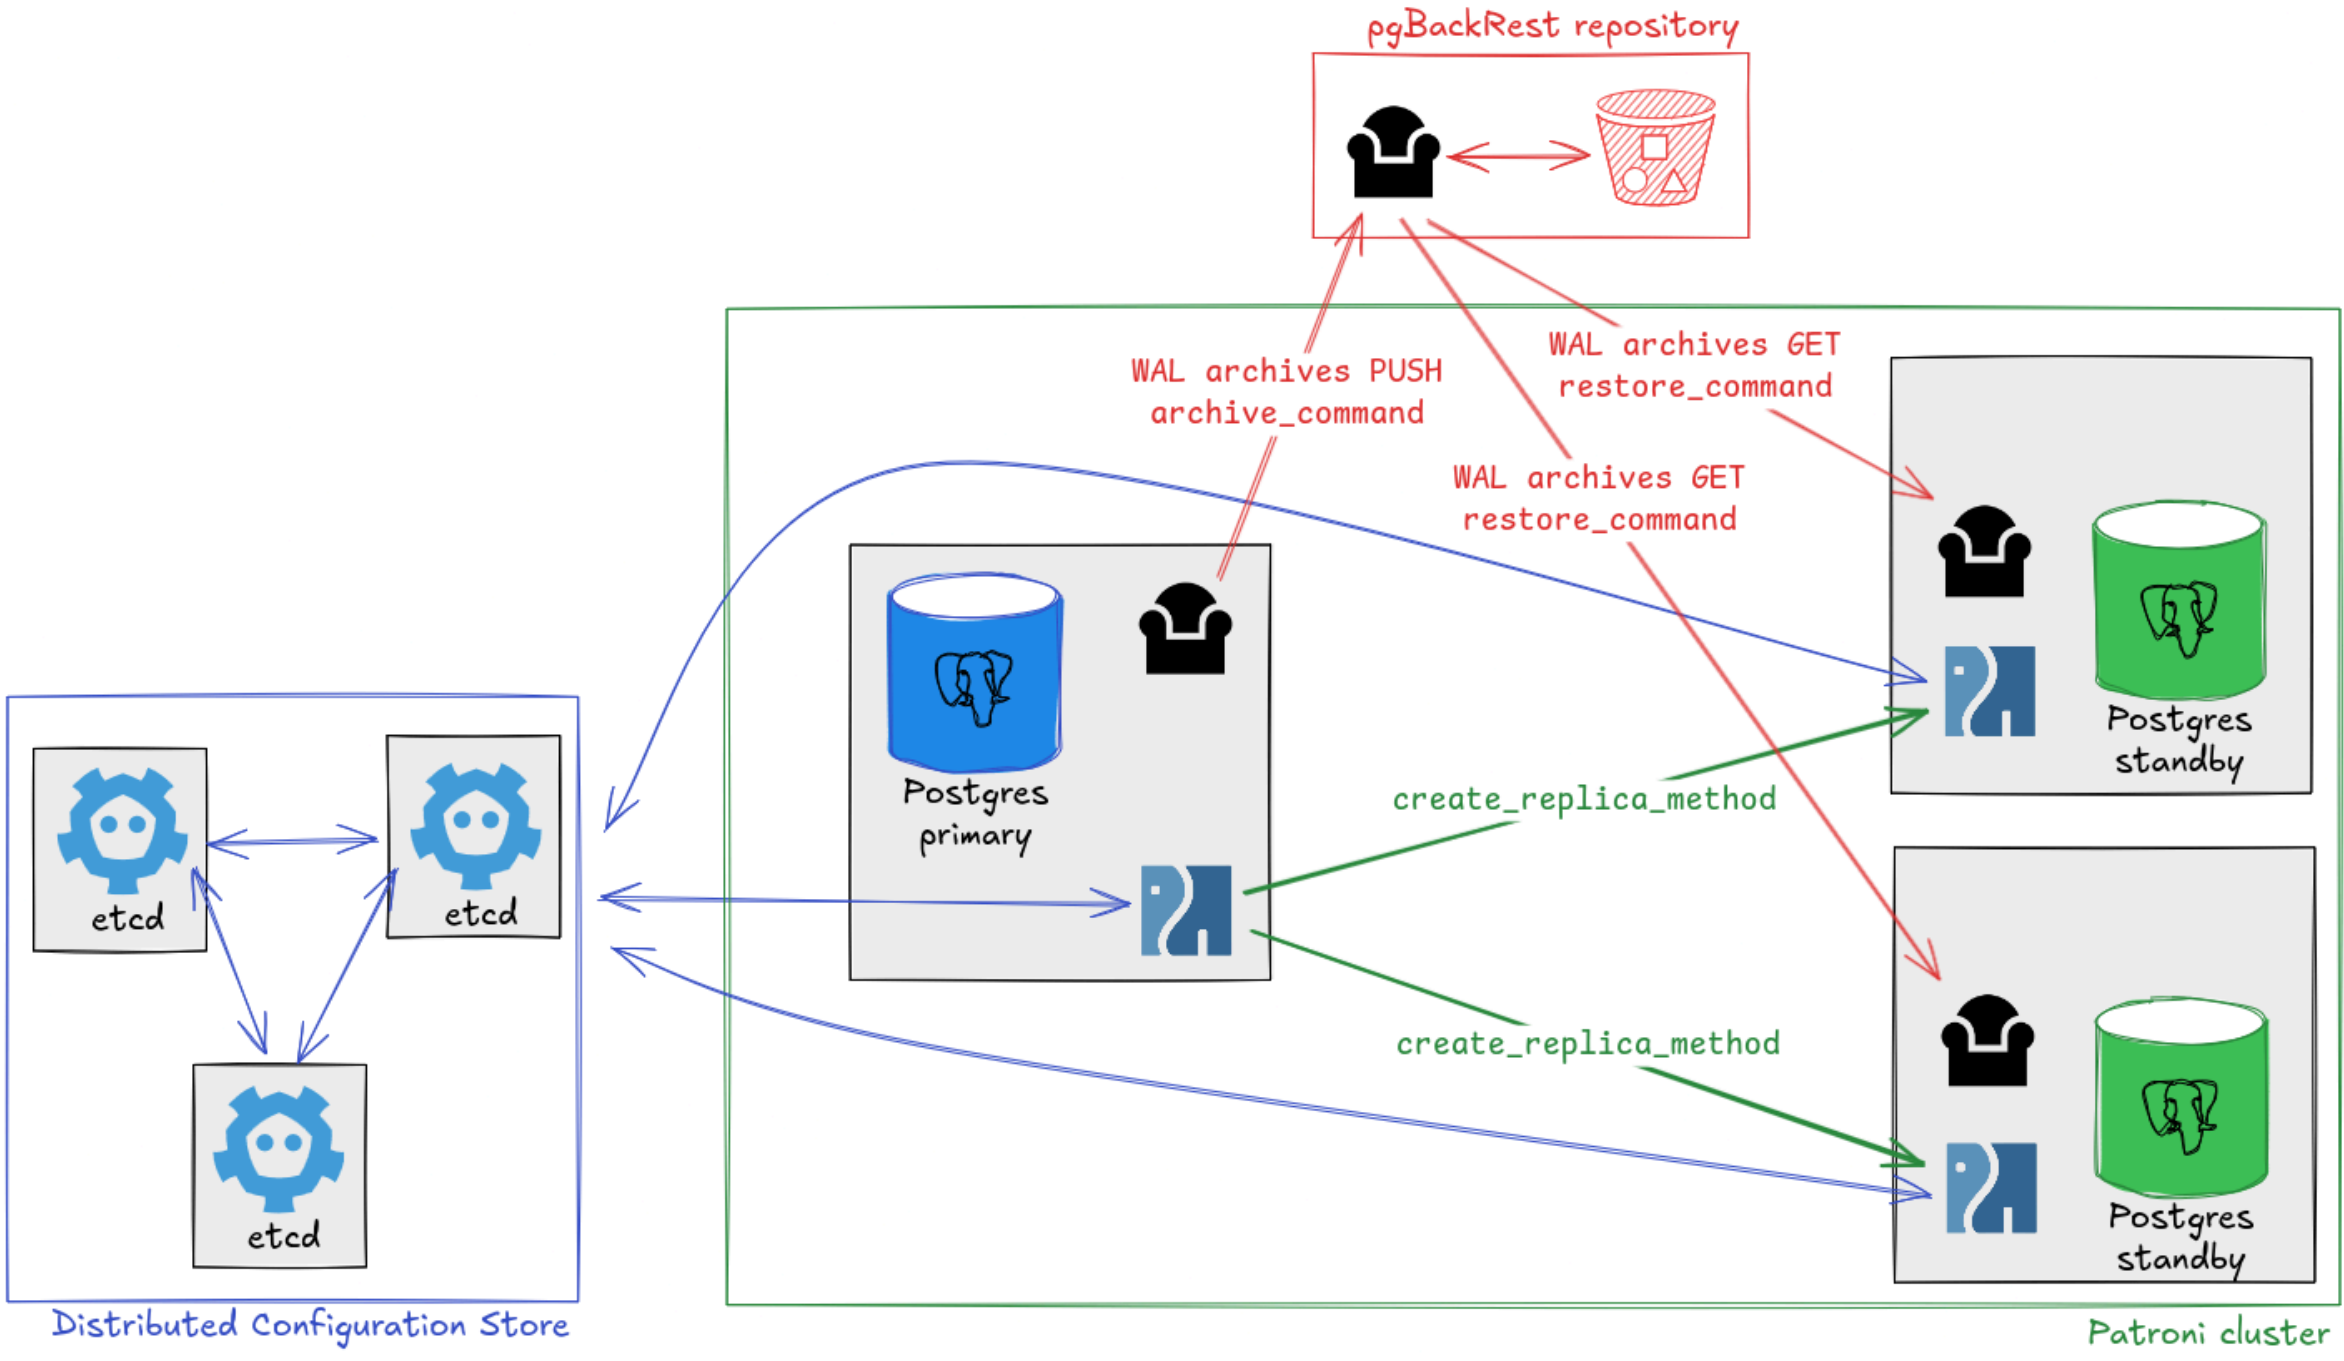 pgBackRest repository
WAL archives PUSH
archive_command
WAL archives GET
restore_command
WAL archives GET
restore_command
Postgres
primary
Postgres
standby
create_replica_method
create_replica_method
Postgres
standby
etcd
etcd
etcd
Distributed Configuration Store
Patroni cluster